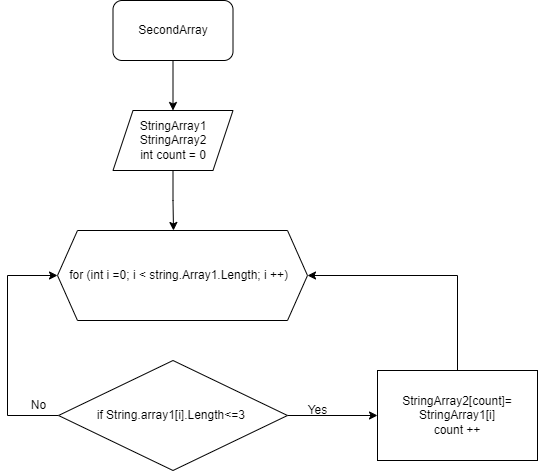 SecondArray
StringArray1
StringArray2
int count = 0
for (int i =0; i < string.Array1.Length; i ++)
if String.array1[i].Length<=3
No
Yes
StringArray2[count]=
StringArray1[i]
count ++